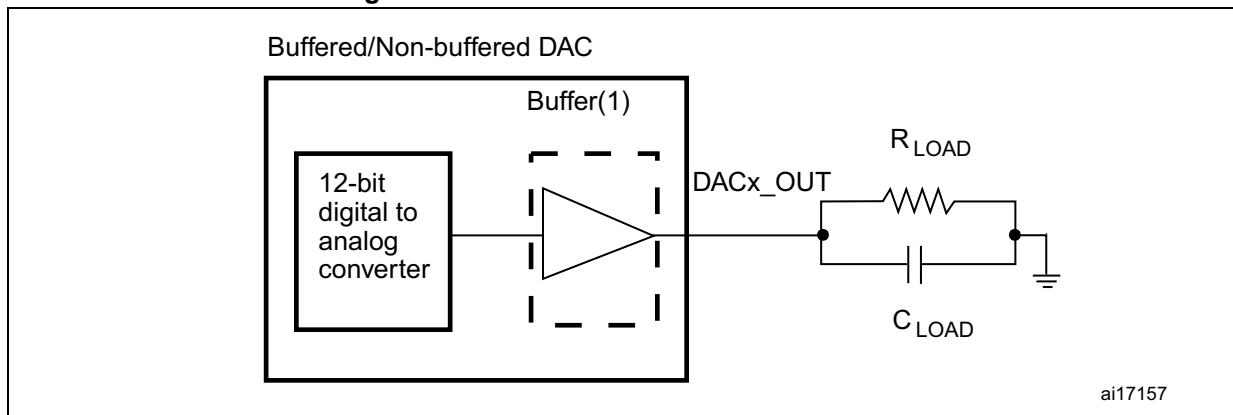 Buffered/Non-buffered DAC
Buffer(1)
12-bit
digital to
analog
converter
DACx_OUT
R LOAD
C LOAD
ai17157